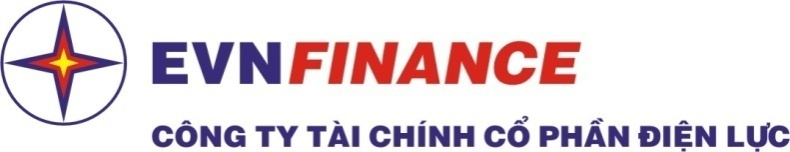 EVNFINANCE
CÔNG TY TÀI CHÍNH CỔ PHẦN ĐIỆN LỰC